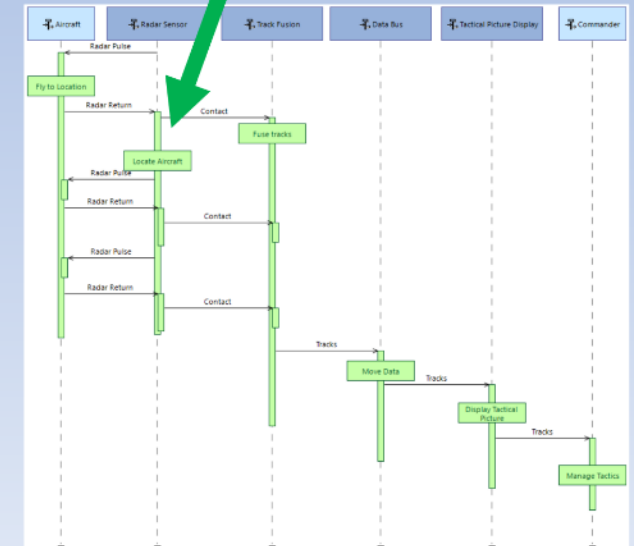 Aircraft
Radar Sensor
Track Fusion
Data Bus
Tactical Picture Display
Commander
Radar Pulse
Fly to Location
Radar Return
Contact
Fuse tracks
Locate Aircraft
Radar Pulse
Radar Return
Contact
Radar Pulse
Radar Return
Contact
Tracks
Move Data
Tracks
Display Tactical
Picture
Tracks
Manage Tactics